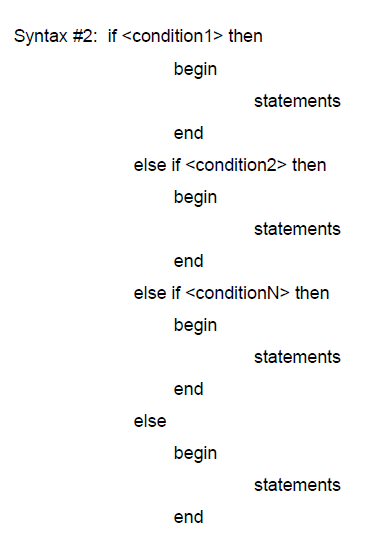 Syntax #2: if <condition1> then
begin
statements
end
else if <condition2> then
begin
statements
end
else if <conditionN> then
begin
statements
end
else
begin
statements
end